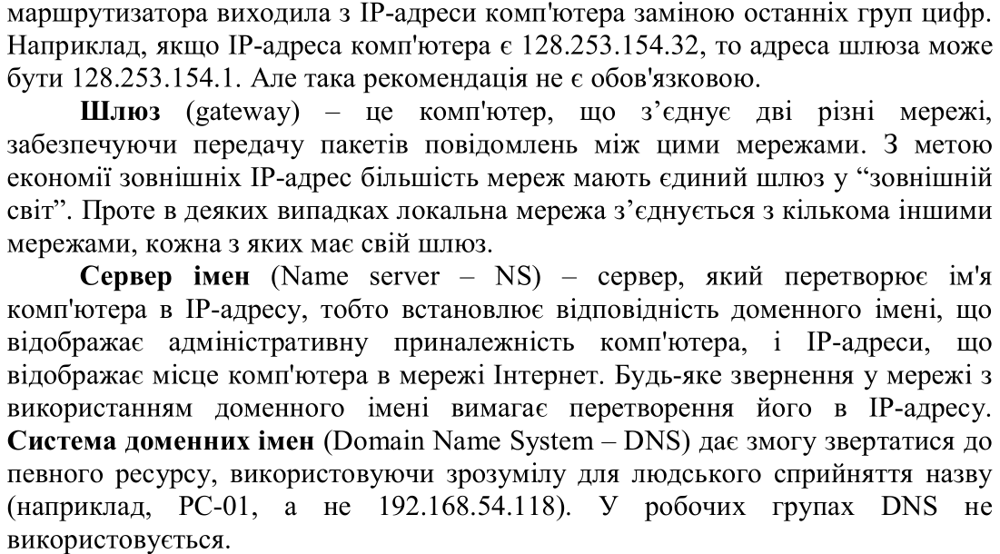 маршрутизатора виходила з IP-адреси комп'ютера заміною останніх груп цифр.
Наприклад, якщо IP-адреса комп'ютера є 128.253.154.32, то адреса шлюза може
бути 128.253.154.1. Але така рекомендація не є обов'язковою.
Шлюз (gateway) – це комп'ютер, що з’єднує дві різні мережі,
забезпечуючи передачу пакетів повідомлень між цими мережами. З метою
економії зовнішніх IP-адрес більшість мереж мають єдиний шлюз у “зовнішній
світ”. Проте в деяких випадках локальна мережа з’єднується з кількома іншими
мережами, кожна з яких має свій шлюз.
Сервер імен (Name server – NS) – сервер, який перетворює ім'я
комп'ютера в IP-адресу, тобто встановлює відповідність доменного імені, що
відображає адміністративну приналежність комп'ютера, і IP-адреси, що
відображає місце комп'ютера в мережі Інтернет. Будь-яке звернення у мережі з
використанням доменного імені вимагає перетворення його в IP-адресу.
Система доменних імен (Domain Name System – DNS) дає змогу звертатися до
певного ресурсу, використовуючи зрозумілу для людського сприйняття назву
(наприклад, PC-01, а не 192.168.54.118). У робочих групах DNS не
використовується.